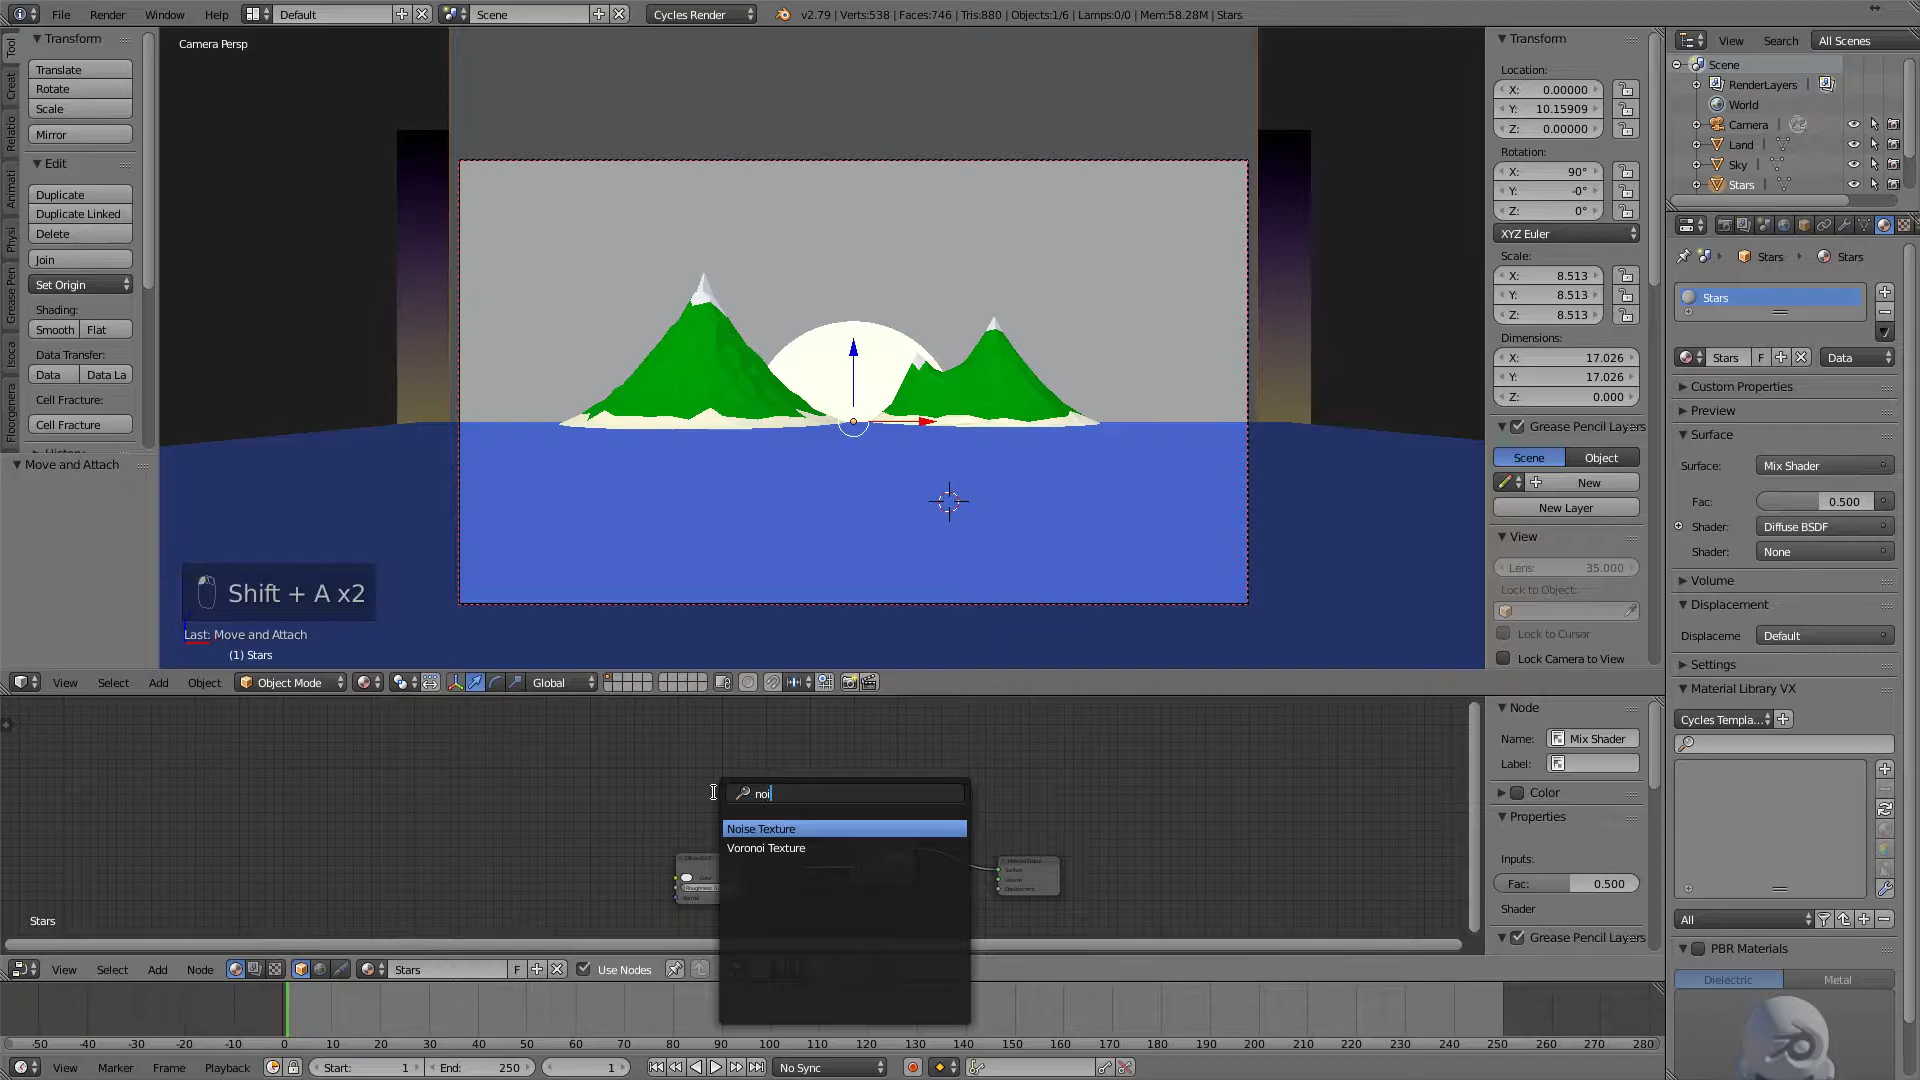 File Render Window Help Default Scene Cycles Render v2.79 | Verts:538 | Faces:746 | Tris:880 | Objects:1/6 | Lamps:0/0 | Mem:58.28M | Stars
Tool
Creat
Relatio
Animati
Physi
Grease Pen
Isoca
Floorgenera
Transform
Translate
Rotate
Scale
Mirror
Edit
Duplicate
Duplicate Linked
Delete
Join
Set Origin
Shading:
Smooth Flat
Data Transfer:
Data Data La
Cell Fracture:
Cell Fracture
Move and Attach
Camera Persp
Shift + A x2
Last: Move and Attach
(1) Stars
Transform
Location:
X: 0.00000
Y: 10.15909
Z: 0.00000
Rotation:
X: 90°
Y: -0°
Z: 0°
XYZ Euler
Scale:
X: 8.513
Y: 8.513
Z: 8.513
Dimensions:
X: 17.026
Y: 17.026
Z: 0.000
Grease Pencil Layers
Scene Object
New
New Layer
View
Lens: 35.000
Lock to Object:
Lock to Cursor
Lock Camera to View
View Search All Scenes
Scene
RenderLayers
World
Camera
Land
Sky
Stars
Stars Stars
Stars
Stars F Data
Custom Properties
Preview
Surface
Surface: Mix Shader
Fac: 0.500
Shader: Diffuse BSDF
Shader: None
Volume
Displacement
Displaceme Default
Settings
Material Library VX
Cycles Templa...
All
PBR Materials
Dielectric Metal
View Select Add Object Object Mode Global
noi
Noise Texture
Voronoi Texture
Stars
Node
Name: Mix Shader
Label:
Color
Properties
Inputs:
Fac: 0.500
Shader
Grease Pencil Layers
View Select Add Node Stars F Use Nodes
-50 -40 -30 -20 -10 0 10 20 30 40 50 60 70 80 90 100 110 120 130 140 150 160 170 180 190 200 210 220 230 240 250 260 270 280
View Marker Frame Playback Start: 1 End: 250 1 No Sync